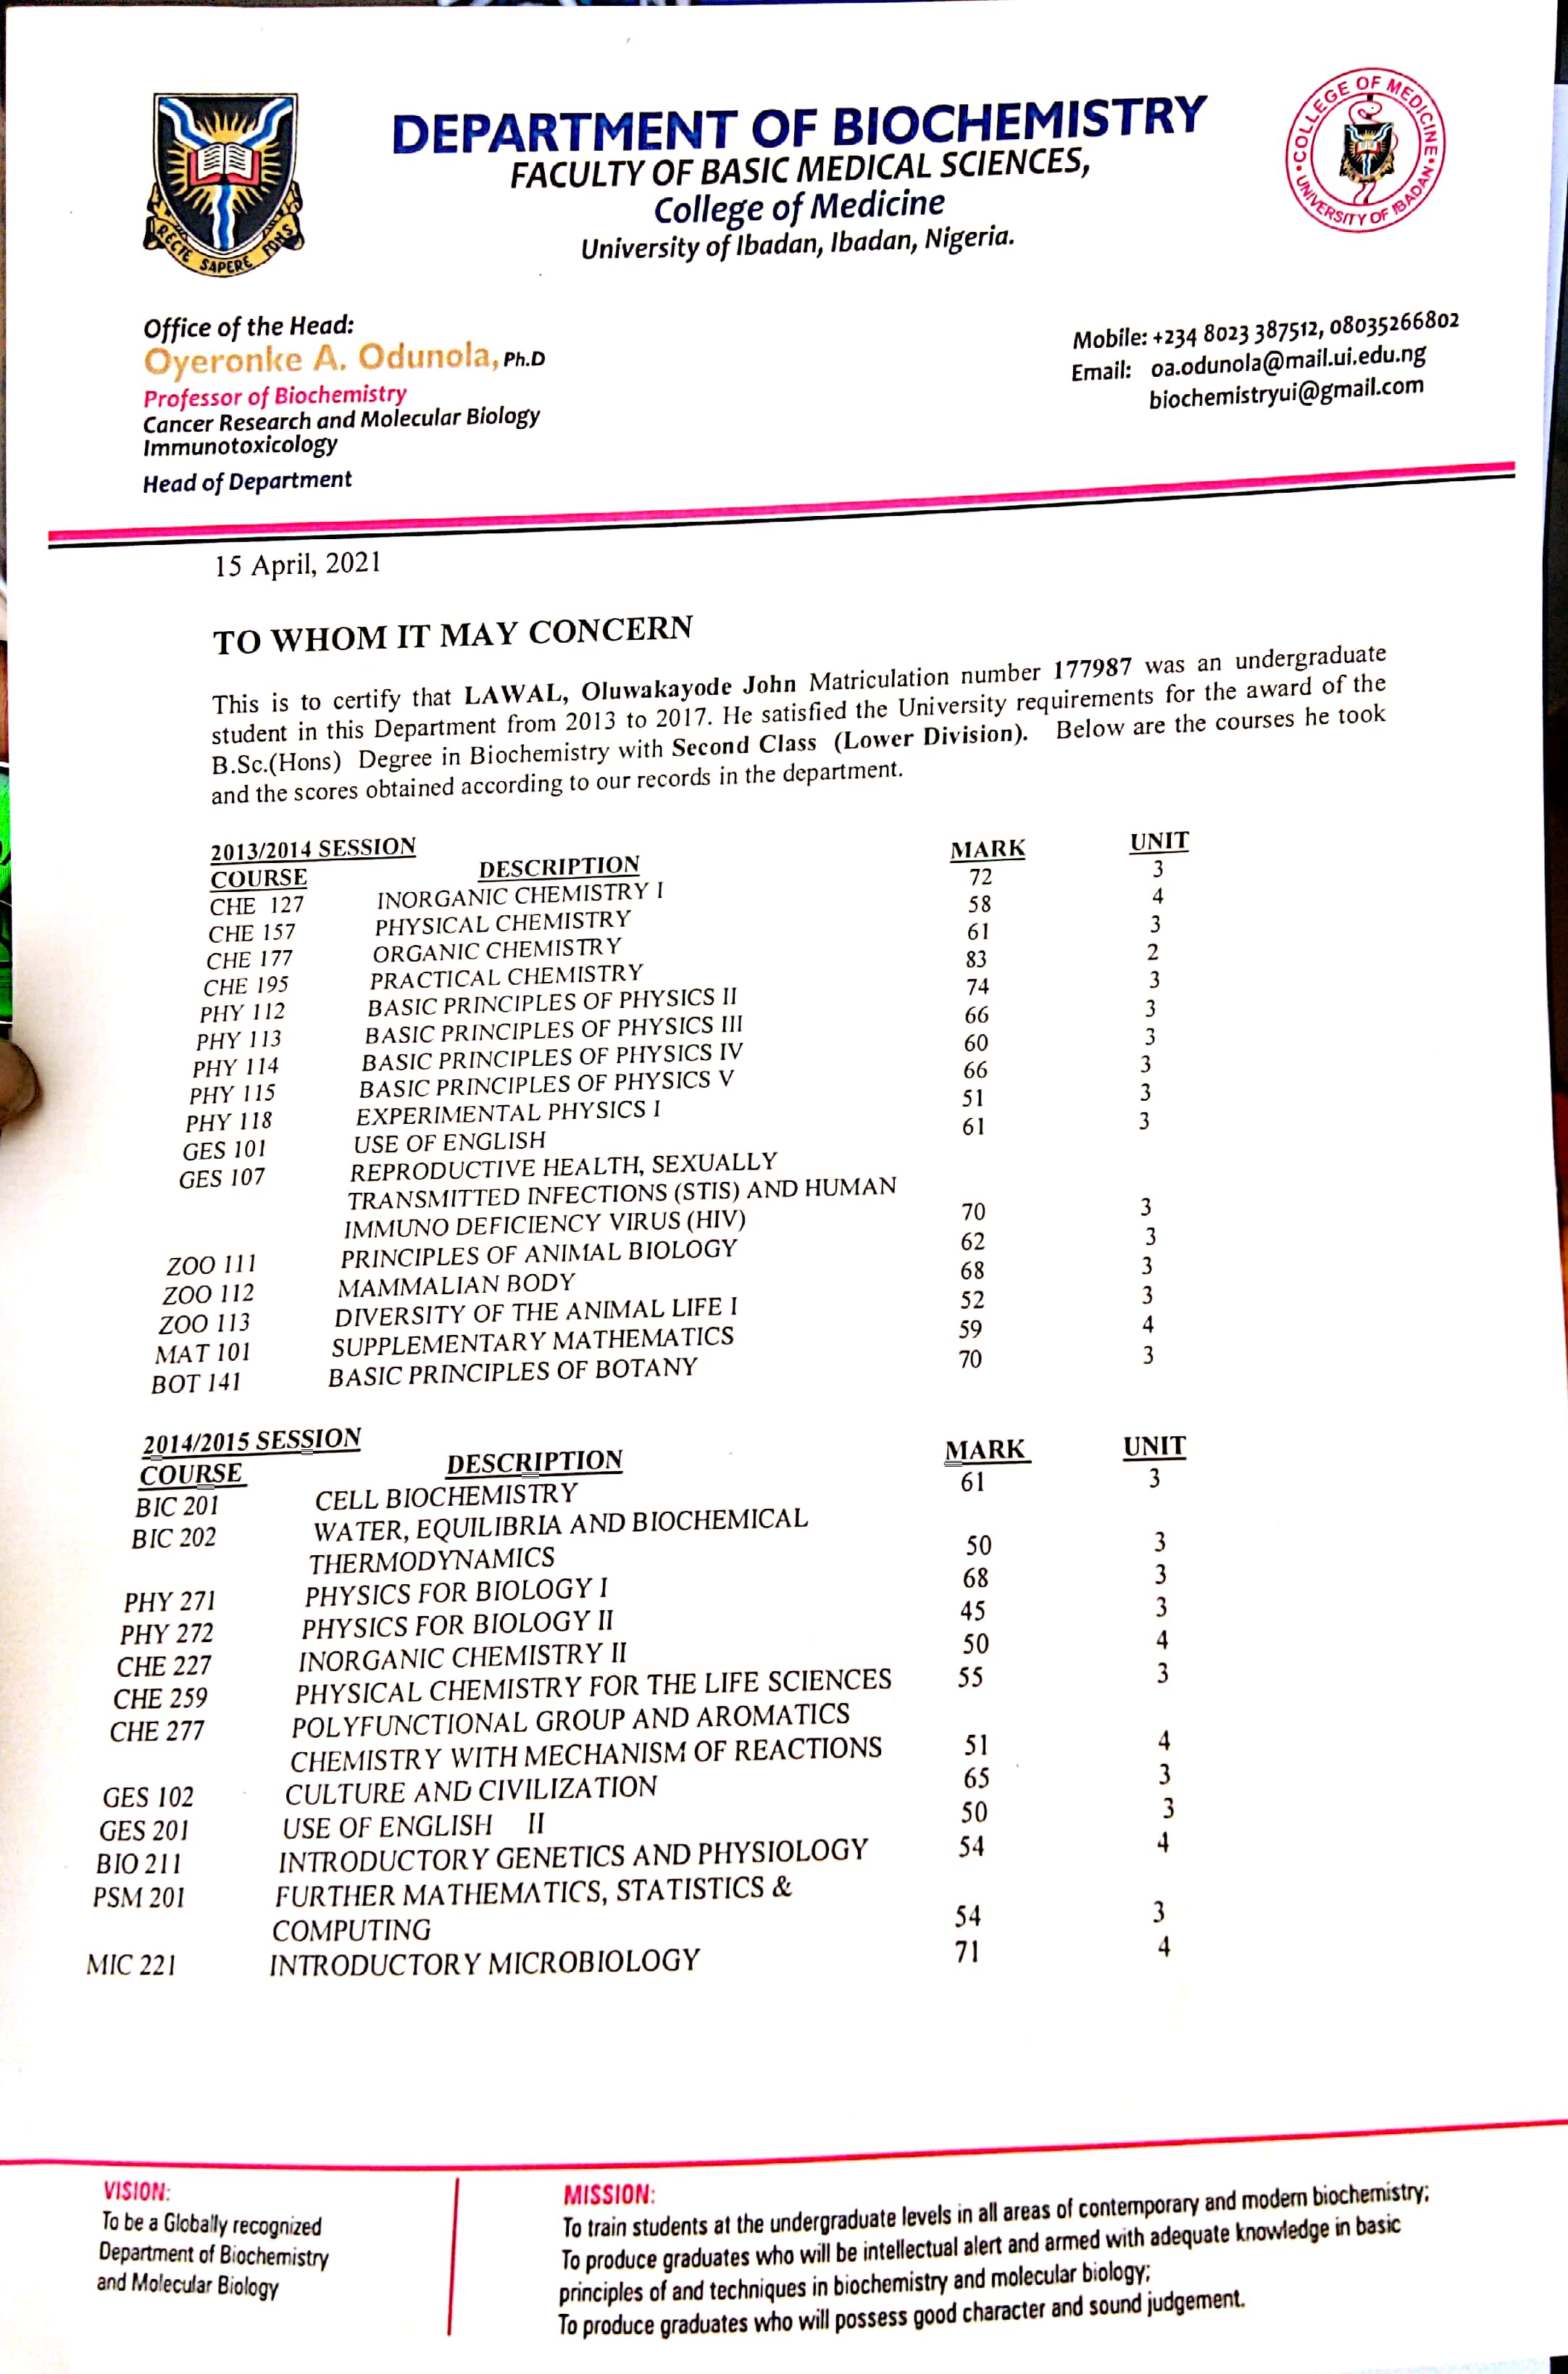 DEPARTMENT OF BIOCHEMISTRY
FACULTY OF BASIC MEDICAL SCIENCES,
College of Medicine
University of Ibadan, Ibadan, Nigeria.
RECTE SAPERE FONS
COLLEGE OF MEDICINE • UNIVERSITY OF IBADAN •
Office of the Head:
Oyeronke A. Odunola, Ph.D
Professor of Biochemistry
Cancer Research and Molecular Biology
Immunotoxicology
Head of Department
Mobile: +234 8023 387512, 08035266802
Email: oa.odunola@mail.ui.edu.ng
biochemistryui@gmail.com
15 April, 2021
TO WHOM IT MAY CONCERN
This is to certify that LAWAL, Oluwakayode John Matriculation number 177987 was an undergraduate
student in this Department from 2013 to 2017. He satisfied the University requirements for the award of the
B.Sc.(Hons) Degree in Biochemistry with Second Class (Lower Division). Below are the courses he took
and the scores obtained according to our records in the department.
2013/2014 SESSION
COURSE DESCRIPTION MARK UNIT
CHE 127 INORGANIC CHEMISTRY I 72 3
CHE 157 PHYSICAL CHEMISTRY 58 4
CHE 177 ORGANIC CHEMISTRY 61 3
CHE 195 PRACTICAL CHEMISTRY 83 2
PHY 112 BASIC PRINCIPLES OF PHYSICS II 74 3
PHY 113 BASIC PRINCIPLES OF PHYSICS III 66 3
PHY 114 BASIC PRINCIPLES OF PHYSICS IV 60 3
PHY 115 BASIC PRINCIPLES OF PHYSICS V 66 3
PHY 118 EXPERIMENTAL PHYSICS I 51 3
GES 101 USE OF ENGLISH 61 3
GES 107 REPRODUCTIVE HEALTH, SEXUALLY
TRANSMITTED INFECTIONS (STIS) AND HUMAN
IMMUNO DEFICIENCY VIRUS (HIV) 70 3
ZOO 111 PRINCIPLES OF ANIMAL BIOLOGY 62 3
ZOO 112 MAMMALIAN BODY 68 3
ZOO 113 DIVERSITY OF THE ANIMAL LIFE I 52 3
MAT 101 SUPPLEMENTARY MATHEMATICS 59 4
BOT 141 BASIC PRINCIPLES OF BOTANY 70 3
2014/2015 SESSION
COURSE DESCRIPTION MARK UNIT
BIC 201 CELL BIOCHEMISTRY 61 3
BIC 202 WATER, EQUILIBRIA AND BIOCHEMICAL
THERMODYNAMICS 50 3
PHY 271 PHYSICS FOR BIOLOGY I 68 3
PHY 272 PHYSICS FOR BIOLOGY II 45 3
CHE 227 INORGANIC CHEMISTRY II 50 4
CHE 259 PHYSICAL CHEMISTRY FOR THE LIFE SCIENCES 55 3
CHE 277 POLYFUNCTIONAL GROUP AND AROMATICS
CHEMISTRY WITH MECHANISM OF REACTIONS 51 4
GES 102 CULTURE AND CIVILIZATION 65 3
GES 201 USE OF ENGLISH II 50 3
BIO 211 INTRODUCTORY GENETICS AND PHYSIOLOGY 54 4
PSM 201 FURTHER MATHEMATICS, STATISTICS &
COMPUTING 54 3
MIC 221 INTRODUCTORY MICROBIOLOGY 71 4
VISION:
To be a Globally recognized
Department of Biochemistry
and Molecular Biology
MISSION:
To train students at the undergraduate levels in all areas of contemporary and modern biochemistry;
To produce graduates who will be intellectual alert and armed with adequate knowledge in basic
principles of and techniques in biochemistry and molecular biology;
To produce graduates who will possess good character and sound judgement.